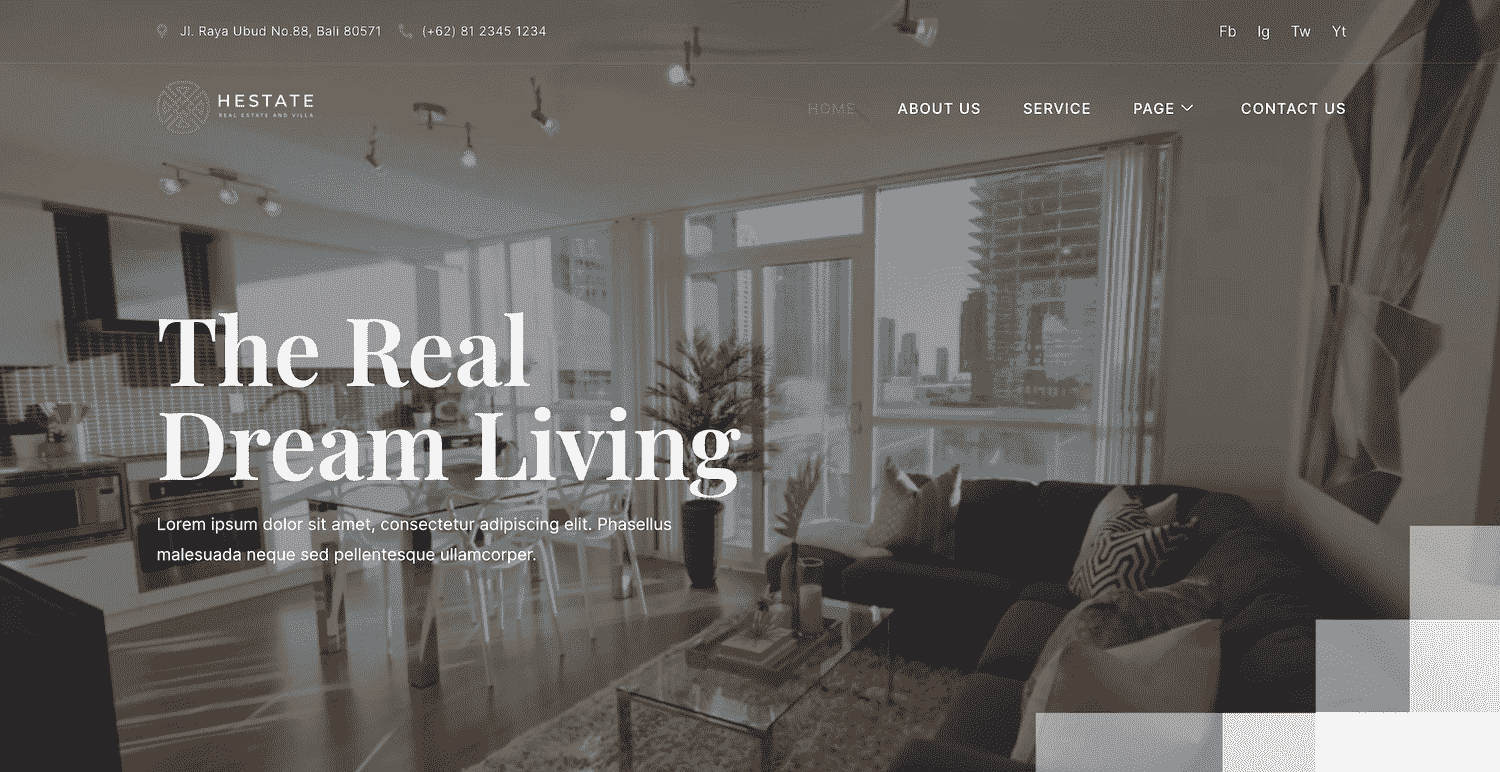 Jl. Raya Ubud No.88, Bali 80571 (+62) 81 2345 1234 Fb Ig Tw Yt
HESTATE
REAL ESTATE AND VILLA
HOME ABOUT US SERVICE PAGE CONTACT US
The Real
Dream Living
Lorem ipsum dolor sit amet, consectetur adipiscing elit. Phasellus
malesuada neque sed pellentesque ullamcorper.